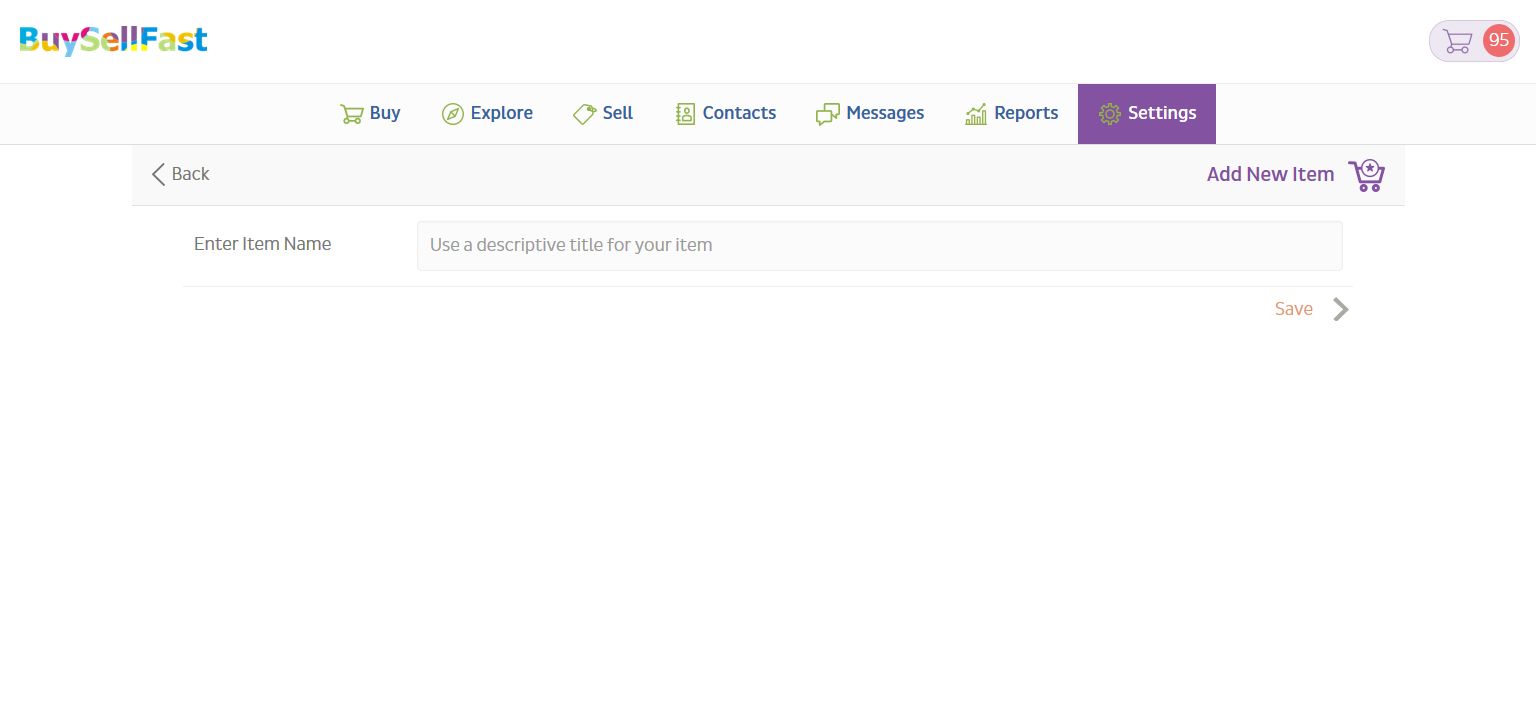 BuySellFast
95
Buy
Explore
Sell
Contacts
Messages
Reports
Settings
Back
Add New Item
Enter Item Name
Use a descriptive title for your item
Save